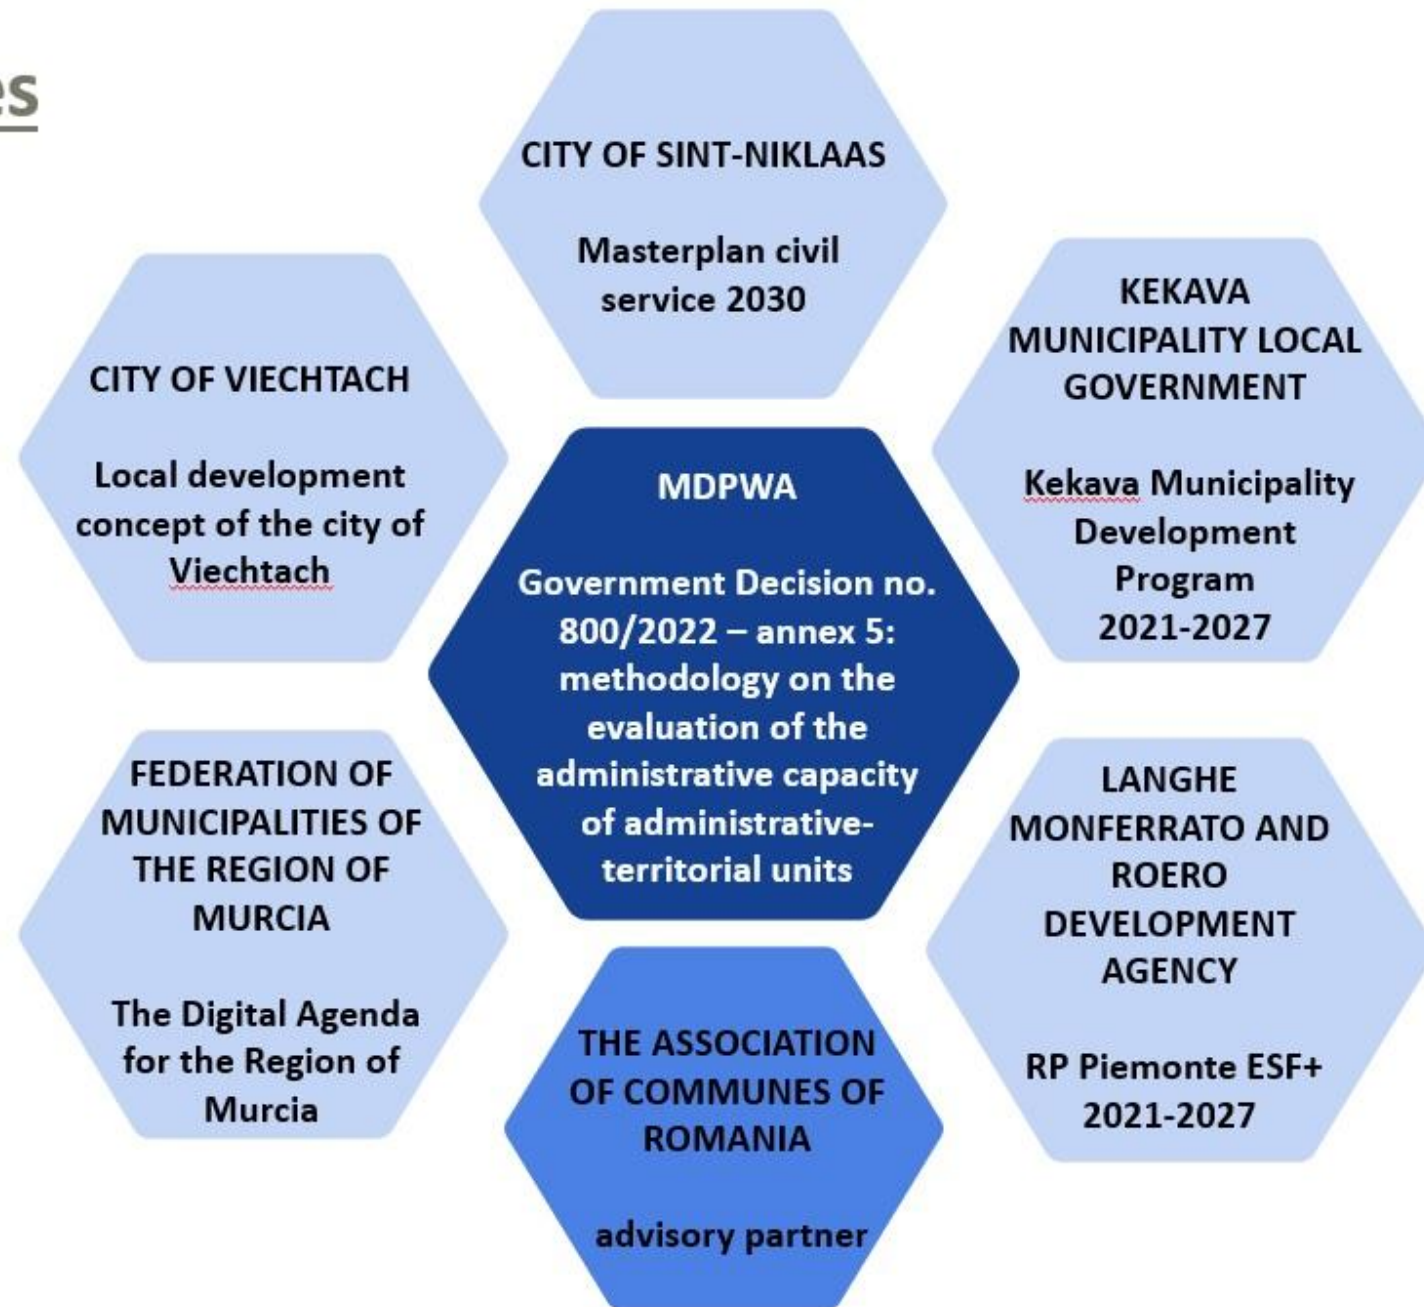 es
CITY OF SINT-NIKLAAS
Masterplan civil
service 2030
KEKAVA
MUNICIPALITY LOCAL
GOVERNMENT
Kekava Municipality
Development
Program
2021-2027
CITY OF VIECHTACH
Local development
concept of the city of
Viechtach
MDPWA
Government Decision no.
800/2022 – annex 5:
methodology on the
evaluation of the
administrative capacity
of administrative-
territorial units
FEDERATION OF
MUNICIPALITIES OF
THE REGION OF
MURCIA
The Digital Agenda
for the Region of
Murcia
LANGHE
MONFERRATO AND
ROERO
DEVELOPMENT
AGENCY
RP Piemonte ESF+
2021-2027
THE ASSOCIATION
OF COMMUNES OF
ROMANIA
advisory partner